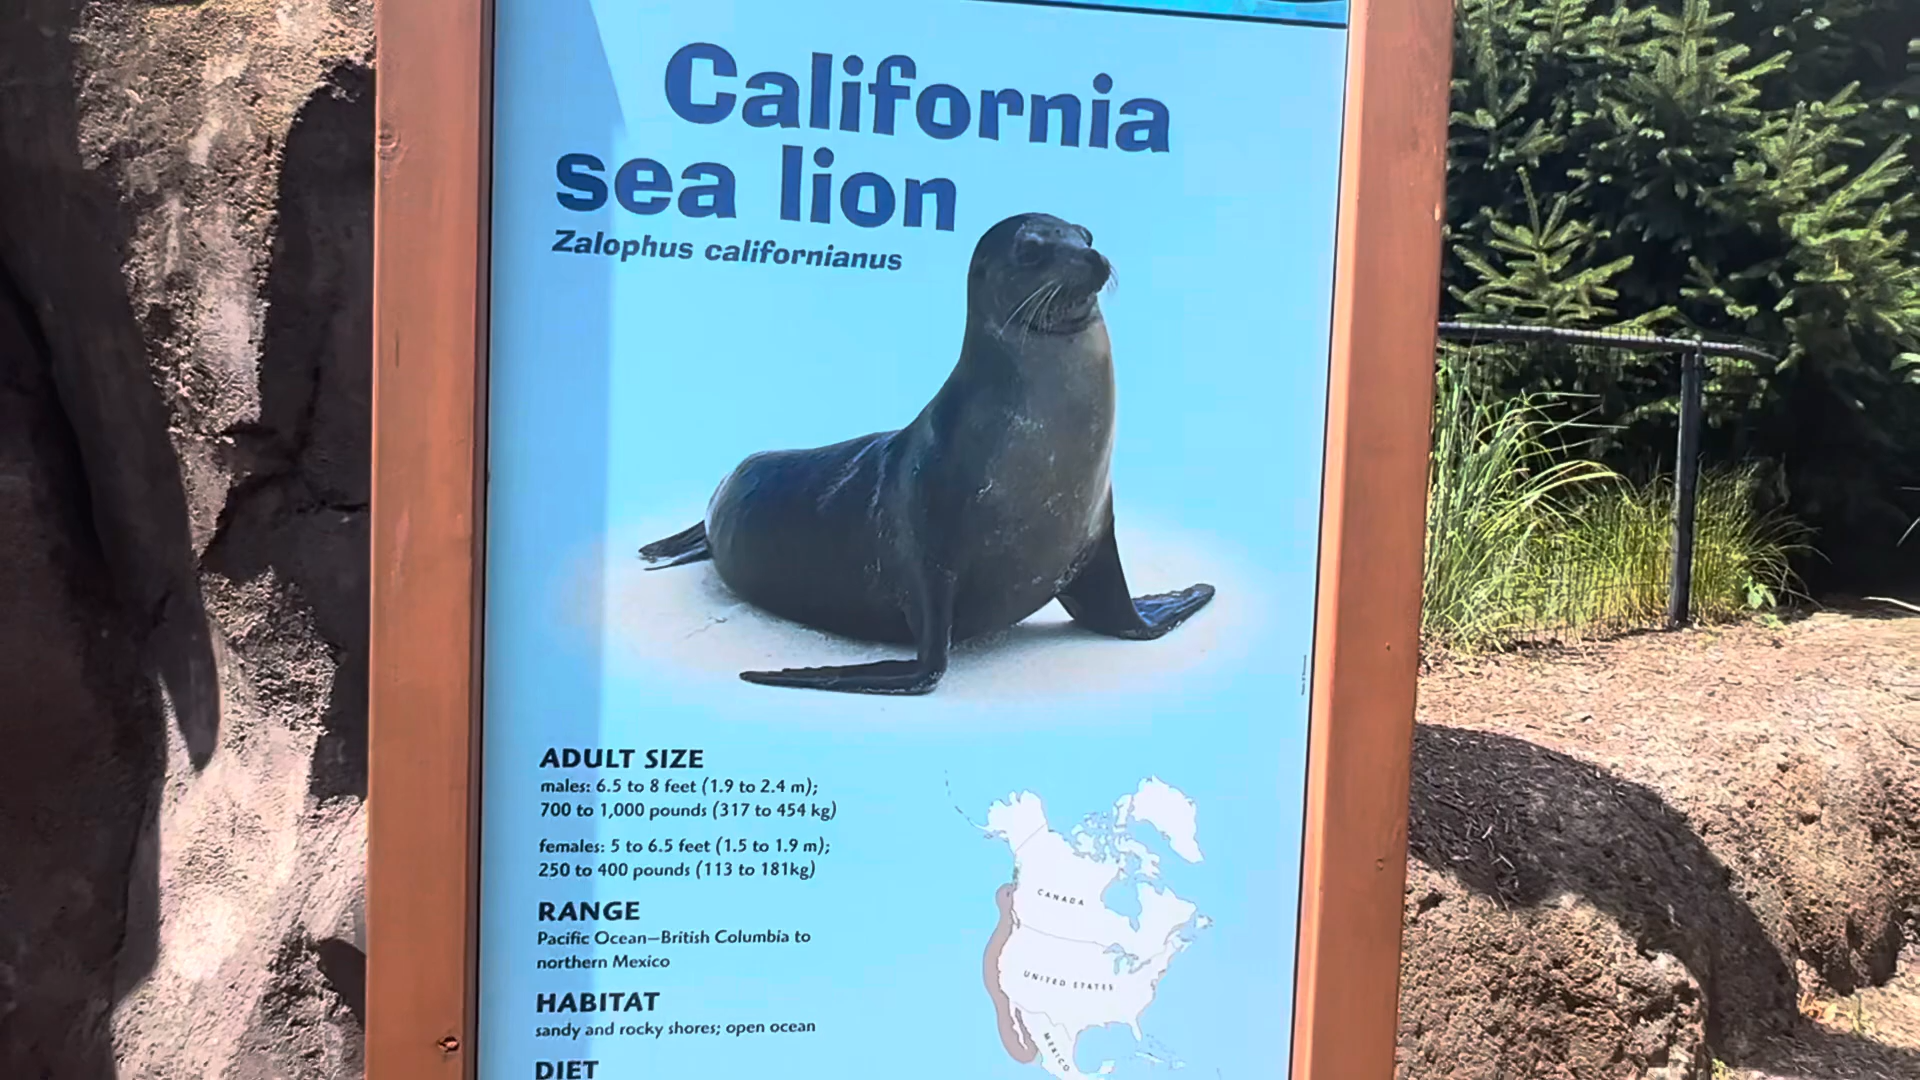 California
sea lion
Zalophus californianus
ADULT SIZE
males: 6.5 to 8 feet (1.9 to 2.4 m);
700 to 1,000 pounds (317 to 454 kg)
females: 5 to 6.5 feet (1.5 to 1.9 m);
250 to 400 pounds (113 to 181kg)
RANGE
Pacific Ocean—British Columbia to
northern Mexico
HABITAT
sandy and rocky shores; open ocean
DIET
CANADA
UNITED STATES
MEXICO